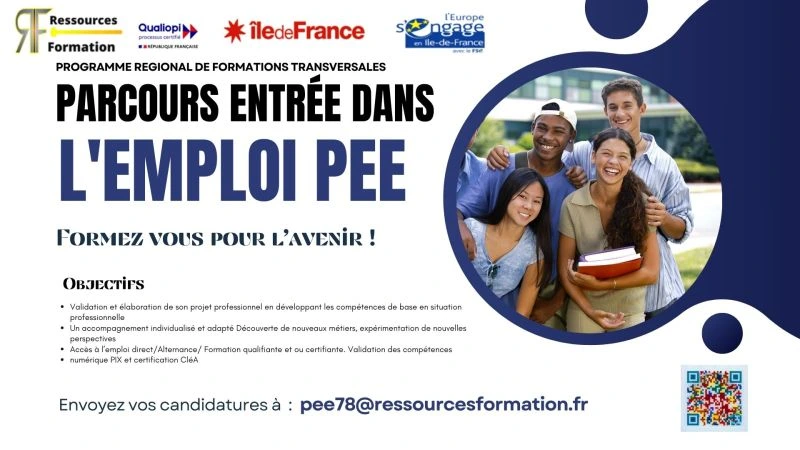 RF
Ressources
Formation
Qualiopi
processus certifié
RÉPUBLIQUE FRANÇAISE
îledeFrance
l'Europe
s'engage
en île-de-France
avec le FSE
PROGRAMME REGIONAL DE FORMATIONS TRANSVERSALES
PARCOURS ENTRÉE DANS
L'EMPLOI PEE
FORMEZ VOUS POUR L'AVENIR !
OBJECTIFS
• Validation et élaboration de son projet professionnel en développant les compétences de base en situation
professionnelle
• Un accompagnement individualisé et adapté Découverte de nouveaux métiers, expérimentation de nouvelles
perspectives
• Accès à l'emploi direct/Alternance/ Formation qualifiante et ou certifiante. Validation des compétences
• numérique PIX et certification CléA
Envoyez vos candidatures à : pee78@ressourcesformation.fr